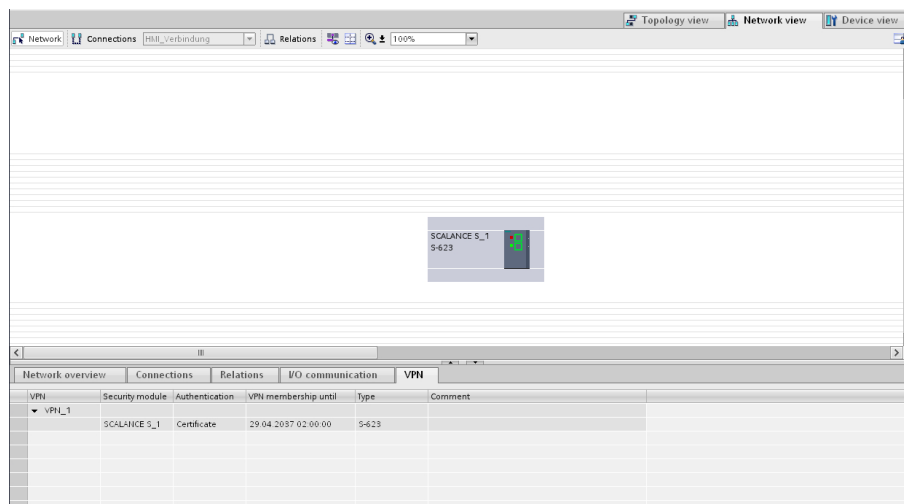 Topology view Network view Device view
Network Connections HMI_Verbindung Relations 100%
SCALANCE S_1
S-623
Network overview Connections Relations I/O communication VPN
VPN Security module Authentication VPN membership until Type Comment
VPN_1
SCALANCE S_1 Certificate 29.04.2037 02:00:00 S-623